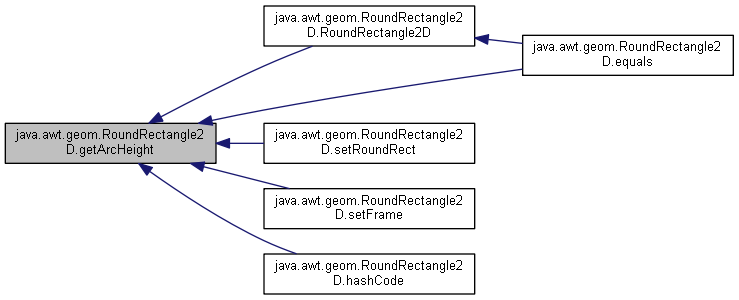 java.awt.geom.RoundRectangle2
D.RoundRectangle2D
java.awt.geom.RoundRectangle2
D.equals
java.awt.geom.RoundRectangle2
D.getArcHeight
java.awt.geom.RoundRectangle2
D.setRoundRect
java.awt.geom.RoundRectangle2
D.setFrame
java.awt.geom.RoundRectangle2
D.hashCode